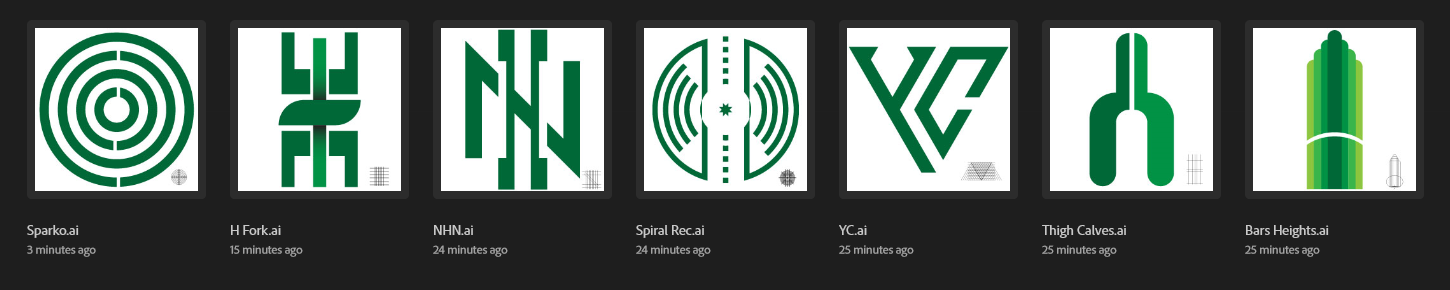 Sparko.ai
3 minutes ago
H Fork.ai
15 minutes ago
NHN.ai
24 minutes ago
Spiral Rec.ai
24 minutes ago
YC.ai
25 minutes ago
Thigh Calves.ai
25 minutes ago
Bars Heights.ai
25 minutes ago